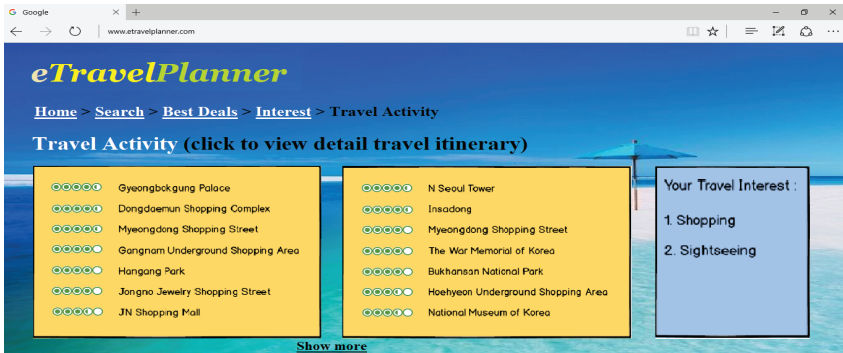 Google
www.etravelplanner.com
eTravelPlanner
Home > Search > Best Deals > Interest > Travel Activity
Travel Activity (click to view detail travel itinerary)
Gyeongbokgung Palace
Dongdaemun Shopping Complex
Myeongdong Shopping Street
Gangnam Underground Shopping Area
Hangang Park
Jongno Jewelry Shopping Street
JN Shopping Mall
N Seoul Tower
Insadong
Myeongdong Shopping Street
The War Memorial of Korea
Bukhansan National Park
Hoehyeon Underground Shopping Area
National Museum of Korea
Your Travel Interest :
1. Shopping
2. Sightseeing
Show more